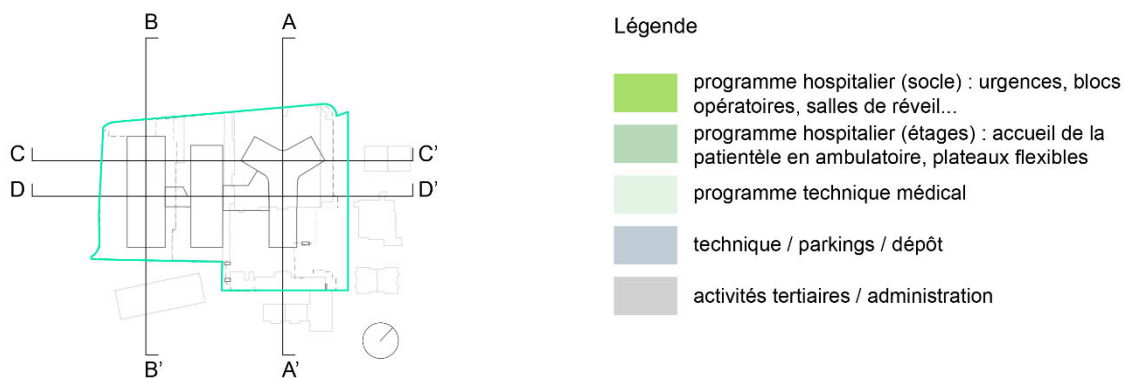 B
A
C
C'
D
D'
B'
A'
Légende
programme hospitalier (socle) : urgences, blocs
opératoires, salles de réveil...
programme hospitalier (étages) : accueil de la
patientèle en ambulatoire, plateaux flexibles
programme technique médical
technique / parkings / dépôt
activités tertiaires / administration